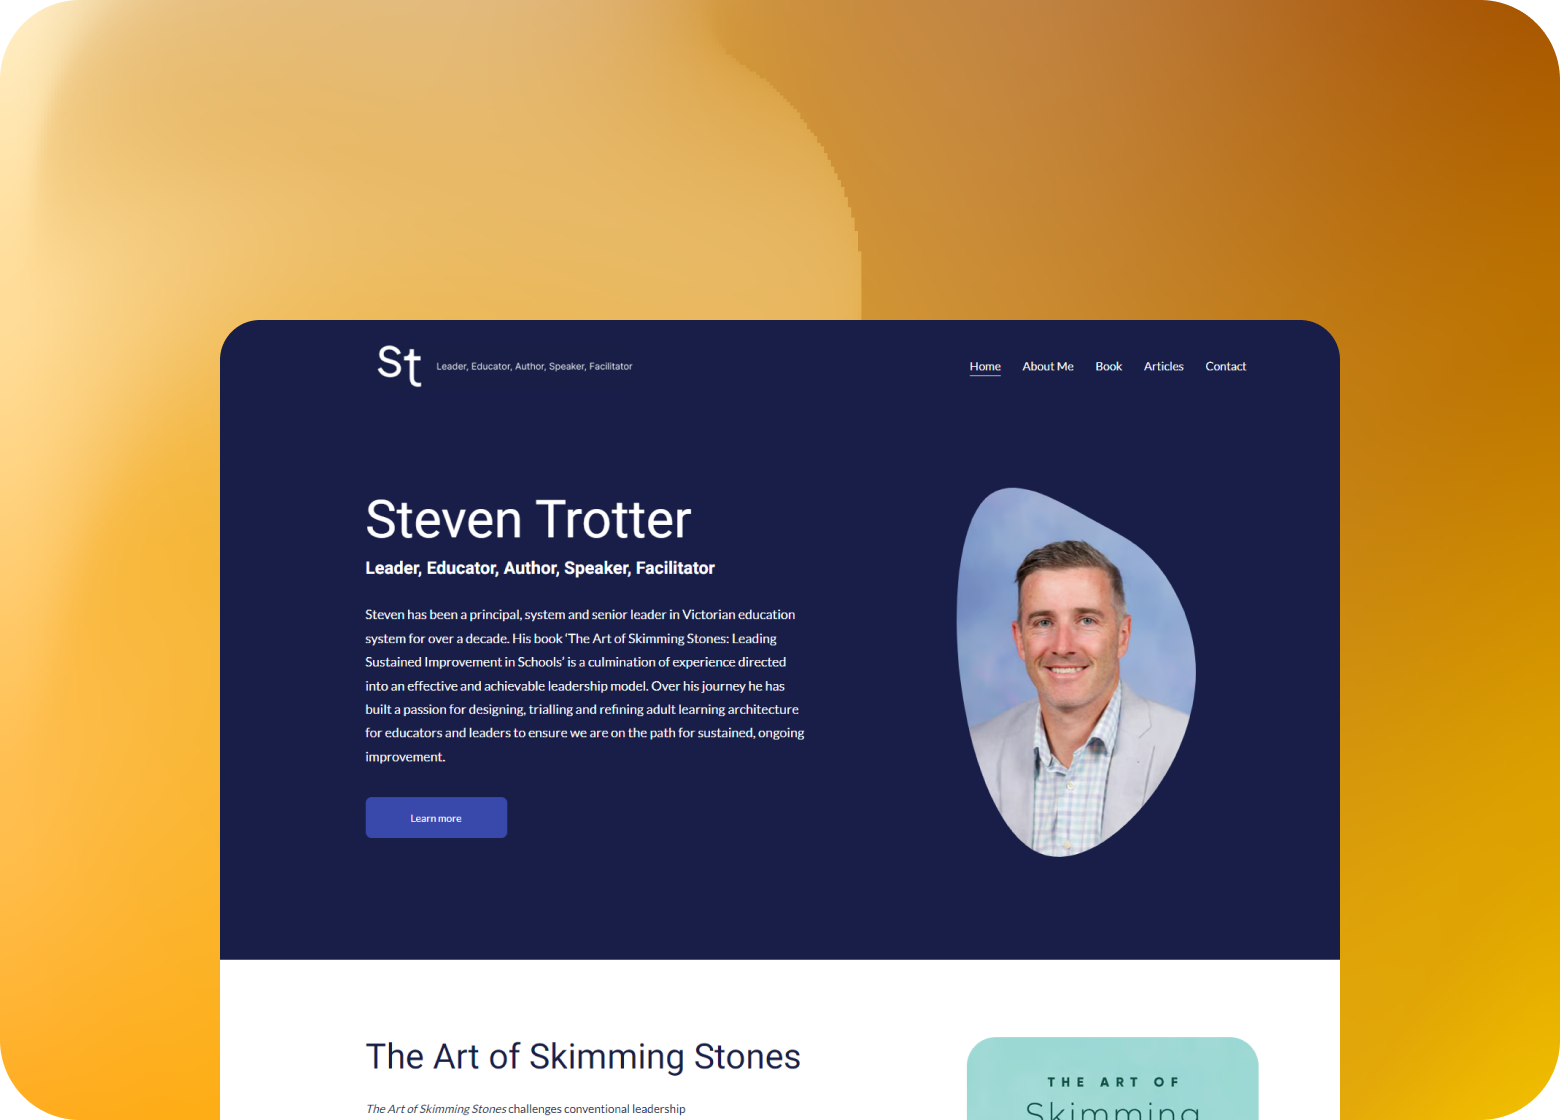 St
Leader, Educator, Author, Speaker, Facilitator
Home About Me Book Articles Contact
Steven Trotter
Leader, Educator, Author, Speaker, Facilitator
Steven has been a principal, system and senior leader in Victorian education
system for over a decade. His book ‘The Art of Skimming Stones: Leading
Sustained Improvement in Schools’ is a culmination of experience directed
into an effective and achievable leadership model. Over his journey he has
built a passion for designing, trialling and refining adult learning architecture
for educators and leaders to ensure we are on the path for sustained, ongoing
improvement.
Learn more
The Art of Skimming Stones
The Art of Skimming Stones challenges conventional leadership
THE ART OF
Skimming